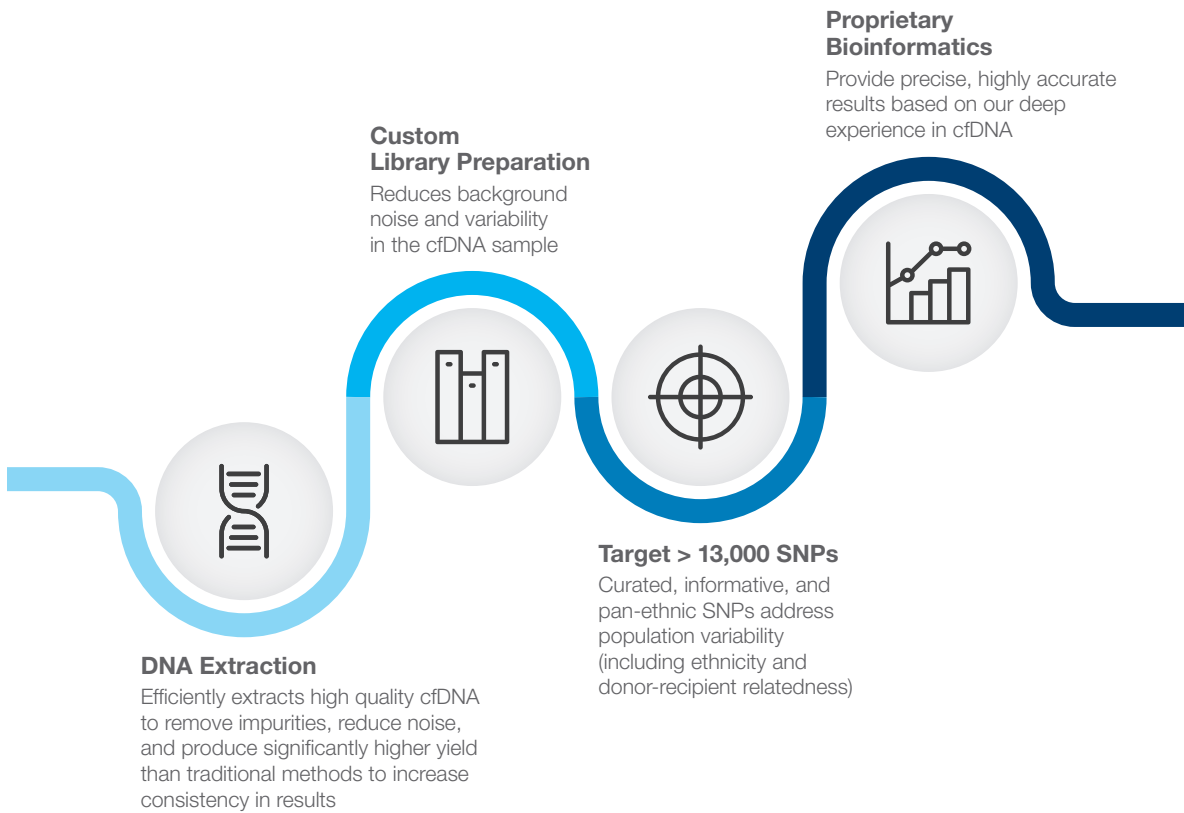 DNA Extraction
Efficiently extracts high quality cfDNA
to remove impurities, reduce noise,
and produce significantly higher yield
than traditional methods to increase
consistency in results
Custom
Library Preparation
Reduces background
noise and variability
in the cfDNA sample
Target > 13,000 SNPs
Curated, informative, and
pan-ethnic SNPs address
population variability
(including ethnicity and
donor-recipient relatedness)
Proprietary
Bioinformatics
Provide precise, highly accurate
results based on our deep
experience in cfDNA